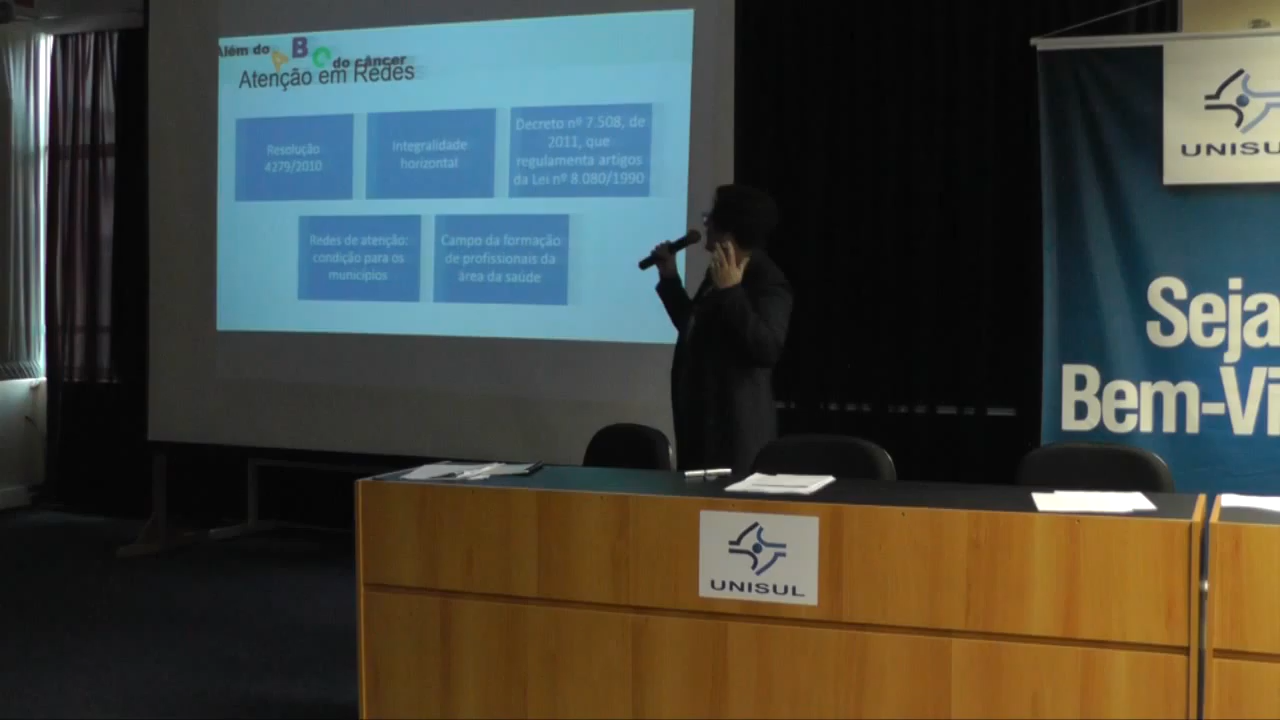 Além do ABC do câncer
Atenção em Redes
Resolução
4279/2010
Integralidade
horizontal
Decreto nº 7.508, de
2011, que
regulamenta artigos
da Lei nº 8.080/1990
Redes de atenção:
condição para os
municípios
Campo da formação
de profissionais da
área da saúde
UNISUL
Seja
Bem-Vi
UNISUL